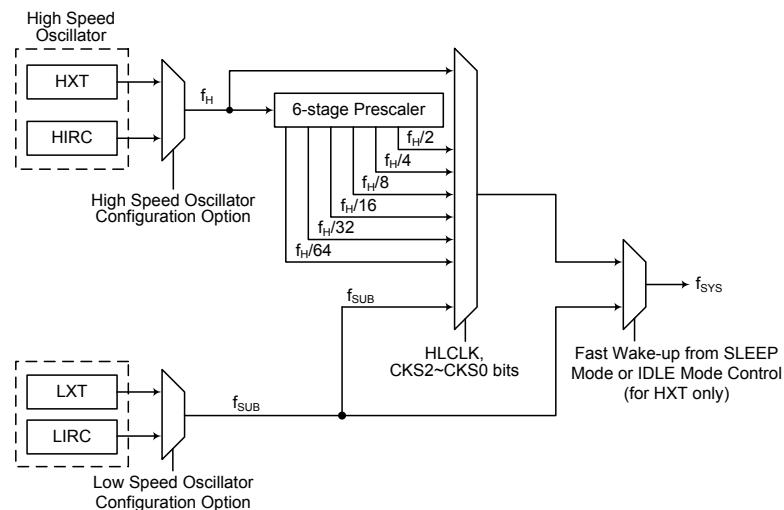 High Speed
Oscillator
HXT
HIRC
fH
6-stage Prescaler
fH/2
fH/4
fH/8
fH/16
fH/32
fH/64
High Speed Oscillator
Configuration Option
fSUB
fSYS
HLCLK,
CKS2~CKS0 bits
Fast Wake-up from SLEEP
Mode or IDLE Mode Control
(for HXT only)
LXT
LIRC
fSUB
Low Speed Oscillator
Configuration Option